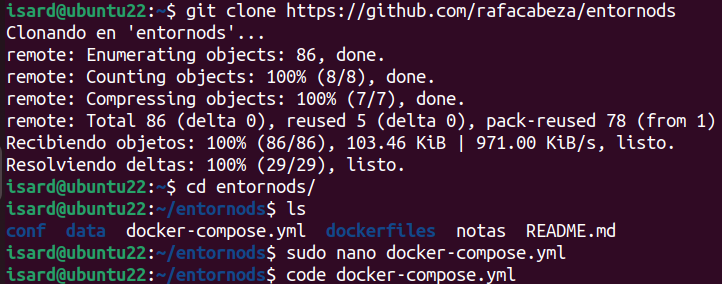 isard@ubuntu22:~$ git clone https://github.com/rafacabeza/entornods
Clonando en 'entornods'...
remote: Enumerating objects: 86, done.
remote: Counting objects: 100% (8/8), done.
remote: Compressing objects: 100% (7/7), done.
remote: Total 86 (delta 0), reused 5 (delta 0), pack-reused 78 (from 1)
Recibiendo objetos: 100% (86/86), 103.46 KiB | 971.00 KiB/s, listo.
Resolviendo deltas: 100% (29/29), listo.
isard@ubuntu22:~$ cd entornods/
isard@ubuntu22:~/entornods$ ls
conf  data  docker-compose.yml  dockerfiles  notas  README.md
isard@ubuntu22:~/entornods$ sudo nano docker-compose.yml
isard@ubuntu22:~/entornods$ code docker-compose.yml